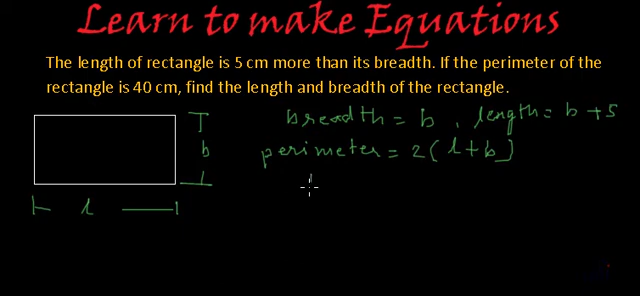 Learn to make Equations
The length of rectangle is 5 cm more than its breadth. If the perimeter of the
rectangle is 40 cm, find the length and breadth of the rectangle.
breadth = b, length = b + 5
b
perimeter = 2(l+b)
l